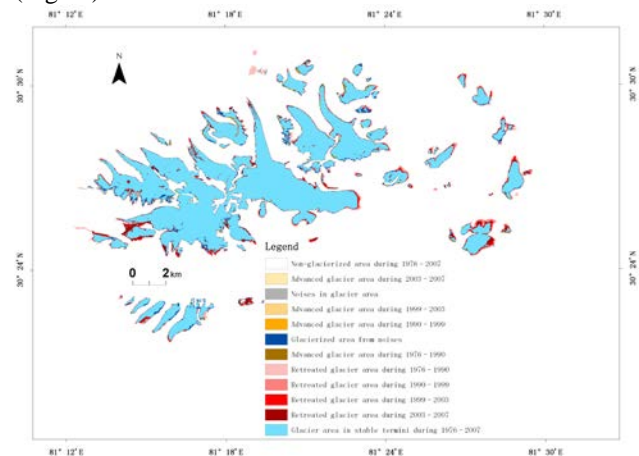 81° 12′E 81° 18′E 81° 24′E 81° 30′E
N
30° 30′N 30° 30′N
Legend
Non-glacierized area during 1976-2007
Advanced glacier area during 2003-2007
Noises in glacier area
Advanced glacier area during 1999-2003
Advanced glacier area during 1990-1999
Glacierized area from noises
Advanced glacier area during 1976-1990
Retreated glacier area during 1976-1990
Retreated glacier area during 1990-1999
Retreated glacier area during 1999-2003
Retreated glacier area during 2003-2007
Glacier area in stable termini during 1976-2007
30° 24′N 30° 24′N
0 2 km
81° 12′E 81° 18′E 81° 24′E 81° 30′E